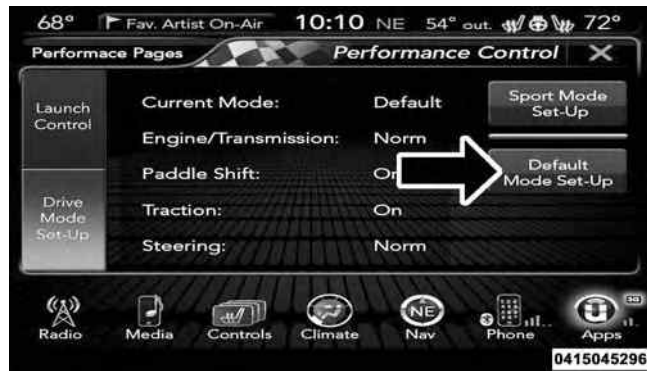 68° Fav. Artist On-Air 10:10 NE 54° out. 72°
Performace Pages Performance Control X
Launch
Control
Current Mode: Default
Sport Mode
Set-Up
Engine/Transmission: Norm
Paddle Shift:
Default
Mode Set-Up
Drive
Mode
Set-Up
Traction: On
Steering: Norm
Radio Media Controls Climate NE Nav Phone 3G Apps
0415045296